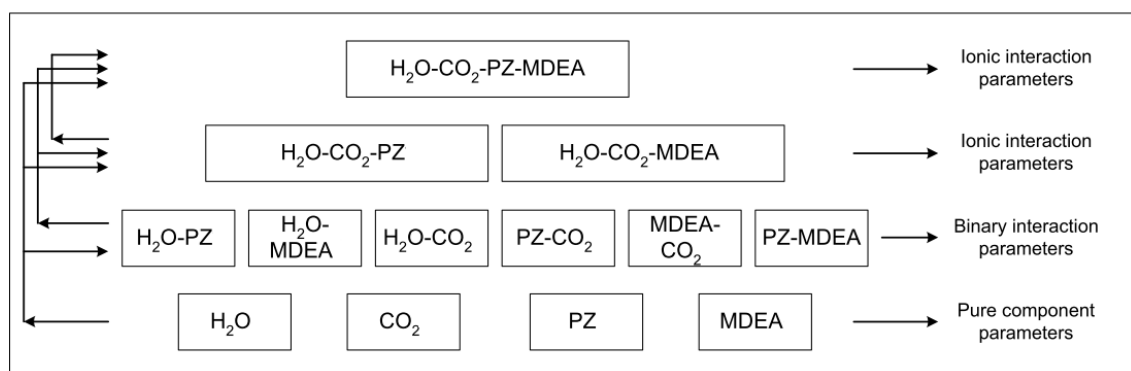 H₂O-CO₂-PZ-MDEA
Ionic interaction
parameters
H₂O-CO₂-PZ
H₂O-CO₂-MDEA
Ionic interaction
parameters
H₂O-PZ
H₂O-
MDEA
H₂O-CO₂
PZ-CO₂
MDEA-
CO₂
PZ-MDEA
Binary interaction
parameters
H₂O
CO₂
PZ
MDEA
Pure component
parameters